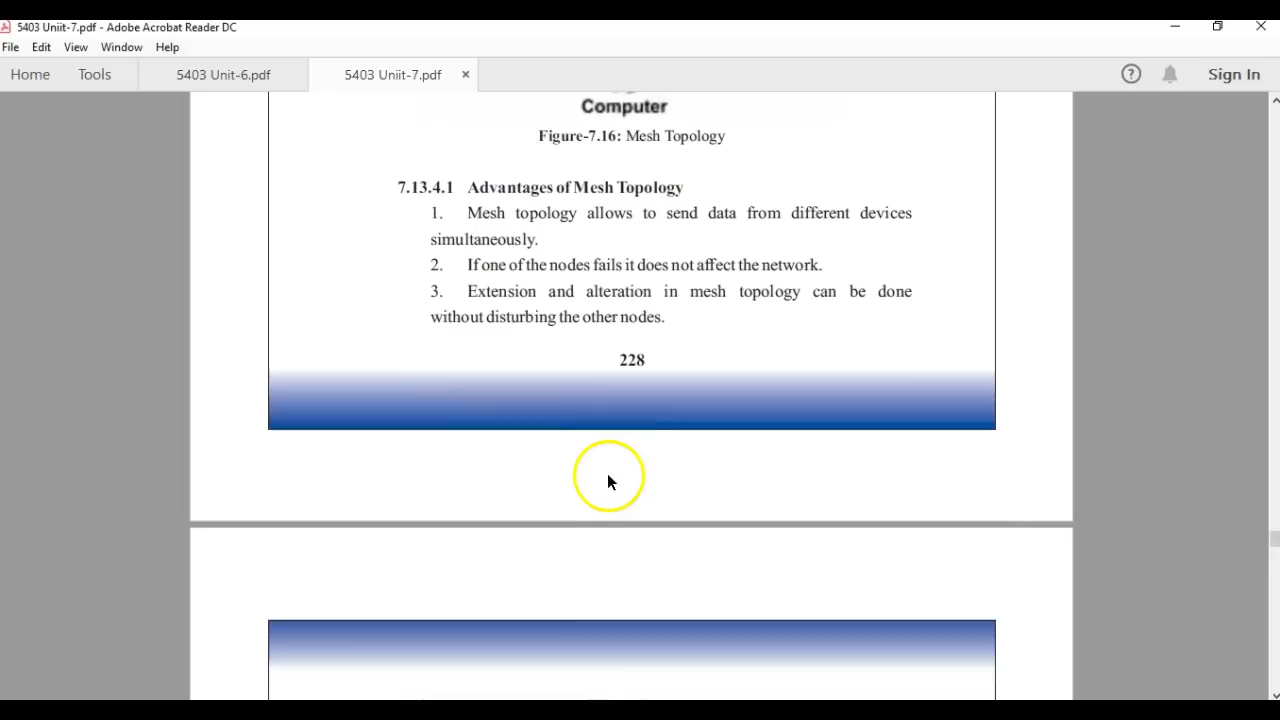 5403 Uniit-7.pdf - Adobe Acrobat Reader DC
File Edit View Window Help
Home Tools 5403 Unit-6.pdf 5403 Uniit-7.pdf × ? Sign In
Computer
Figure-7.16: Mesh Topology
7.13.4.1 Advantages of Mesh Topology
1. Mesh topology allows to send data from different devices
simultaneously.
2. If one of the nodes fails it does not affect the network.
3. Extension and alteration in mesh topology can be done
without disturbing the other nodes.
228